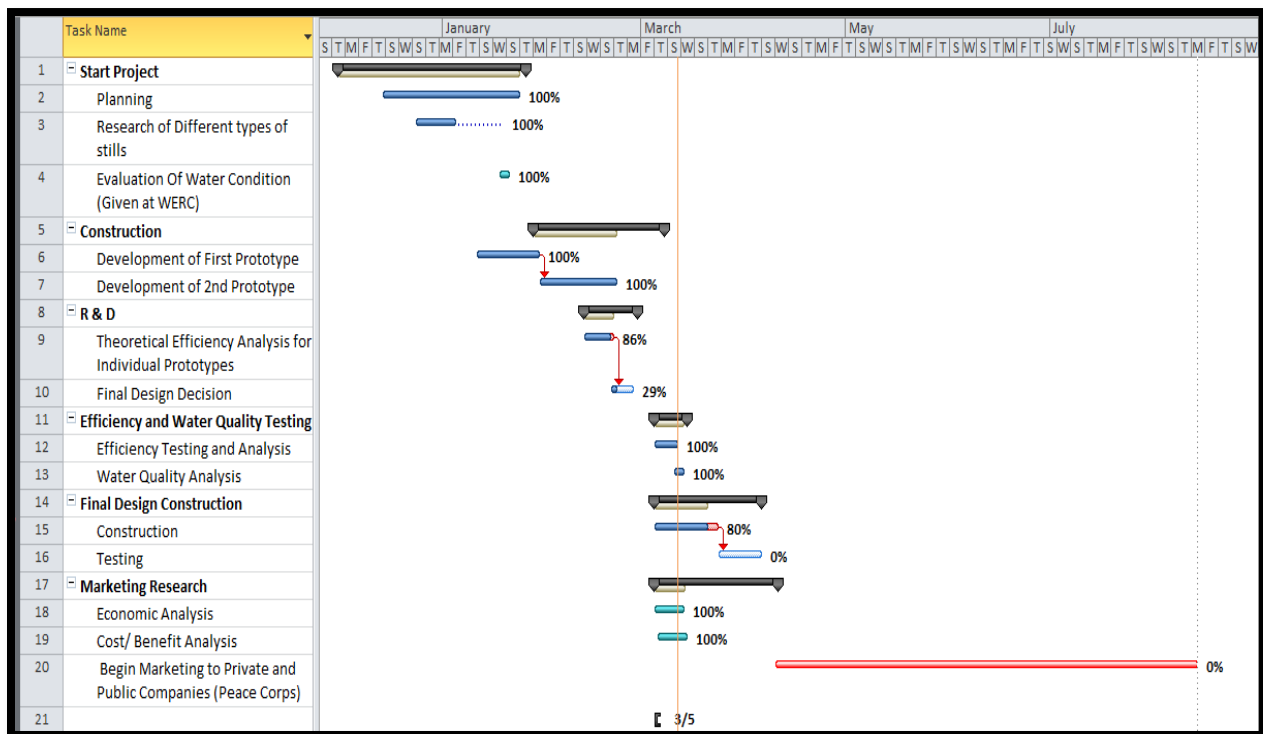 Task Name
January March May July
S T M F T S W S T M F T S W S T M F T S W S T M F T S W S T M F T S W S T M F T S W S T M F T S W S T M F T S W S T M F T S W
1 Start Project
2 Planning 100%
3 Research of Different types of 100%
stills
4 Evaluation Of Water Condition 100%
(Given at WERC)
5 Construction
6 Development of First Prototype 100%
7 Development of 2nd Prototype 100%
8 R & D
9 Theoretical Efficiency Analysis for 86%
Individual Prototypes
10 Final Design Decision 29%
11 Efficiency and Water Quality Testing
12 Efficiency Testing and Analysis 100%
13 Water Quality Analysis 100%
14 Final Design Construction
15 Construction 80%
16 Testing 0%
17 Marketing Research
18 Economic Analysis 100%
19 Cost/ Benefit Analysis 100%
20 Begin Marketing to Private and 0%
Public Companies (Peace Corps)
21 3/5